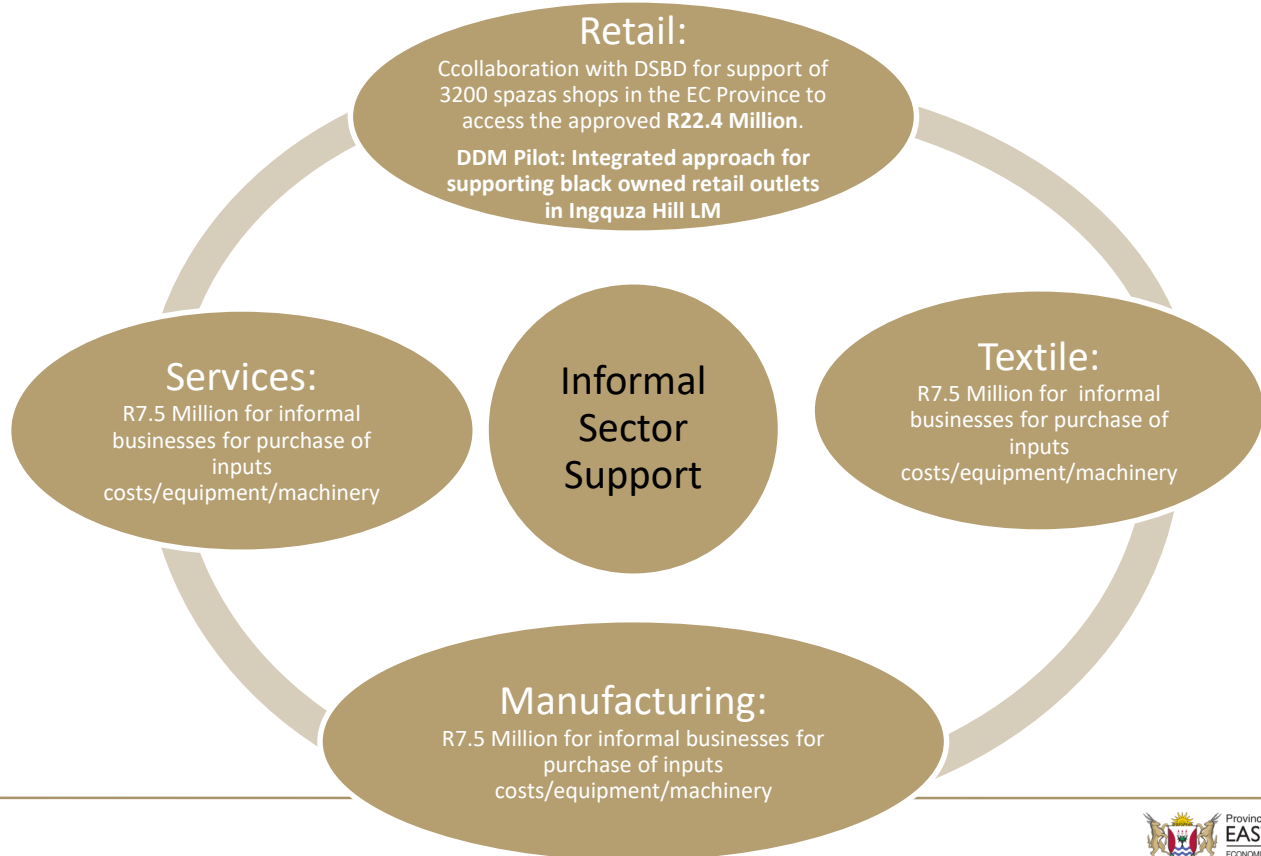 Retail:
Ccollaboration with DSBD for support of
3200 spazas shops in the EC Province to
access the approved R22.4 Million.
DDM Pilot: Integrated approach for
supporting black owned retail outlets
in Ingquza Hill LM
Services:
R7.5 Million for informal
businesses for purchase of
inputs
costs/equipment/machinery
Informal
Sector
Support
Textile:
R7.5 Million for informal
businesses for purchase of
inputs
costs/equipment/machinery
Manufacturing:
R7.5 Million for informal businesses for
purchase of inputs
costs/equipment/machinery